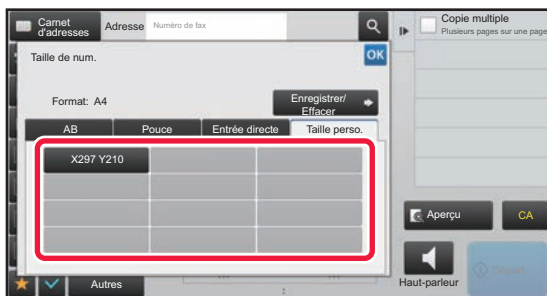 Carnet
d'adresses
Adresse
Numéro de fax
Copie multiple
Plusieurs pages sur une page
Taille de num.
OK
Format: A4
Enregistrer/
Effacer
AB
Pouce
Entrée directe
Taille perso.
X297 Y210
Aperçu
CA
Autres
Haut-parleur
Départ